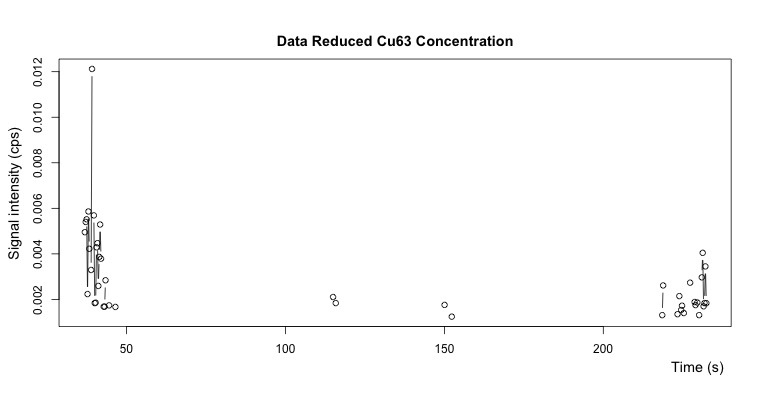 Data Reduced Cu63 Concentration
Signal intensity (cps)
0.012
0.010
0.008
0.006
0.004
0.002
50 100 150 200
Time (s)